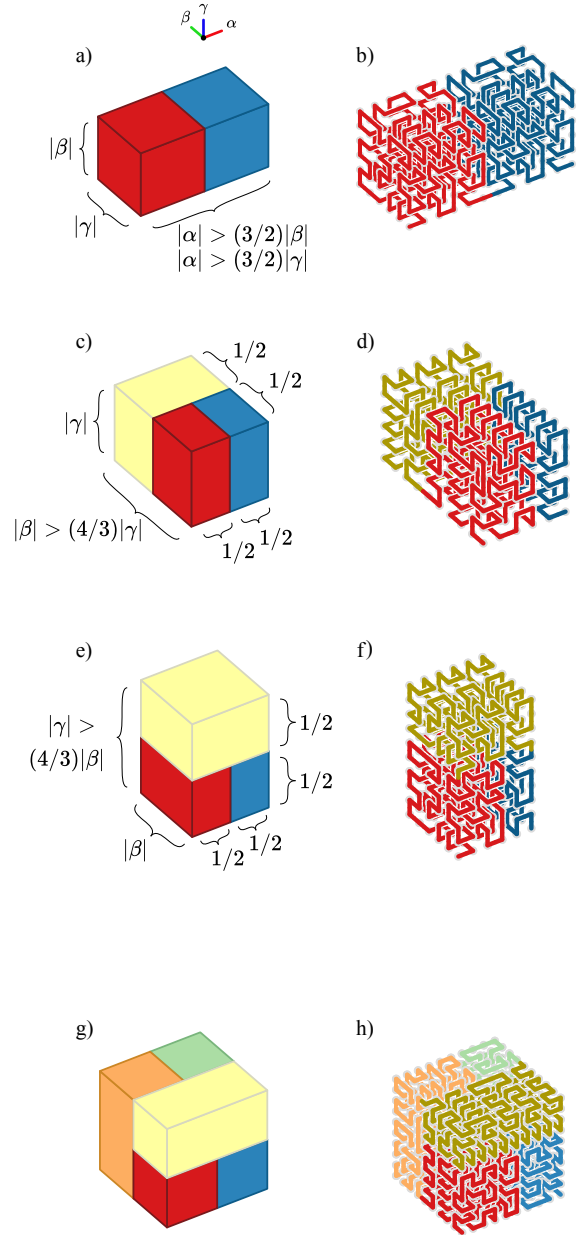 γ
β
α
a)
b)
|β|
|γ|
|α| > (3/2)|β|
|α| > (3/2)|γ|
c)
d)
1/2
1/2
|γ|
|β| > (4/3)|γ|
1/2
1/2
e)
f)
|γ| >
(4/3)|β|
1/2
1/2
|β|
1/2
1/2
g)
h)